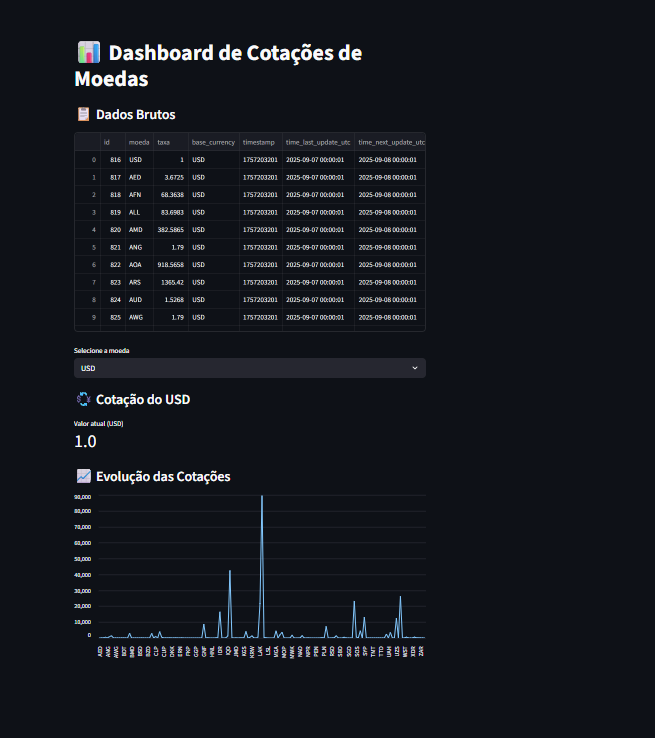 Dashboard de Cotações de
Moedas
Dados Brutos
id moeda taxa base_currency timestamp time_last_update_utc time_next_update_utc
0 816 USD 1 USD 1757203201 2025-09-07 00:00:01 2025-09-08 00:00:01
1 817 AED 3.6725 USD 1757203201 2025-09-07 00:00:01 2025-09-08 00:00:01
2 818 AFN 68.3638 USD 1757203201 2025-09-07 00:00:01 2025-09-08 00:00:01
3 819 ALL 83.6983 USD 1757203201 2025-09-07 00:00:01 2025-09-08 00:00:01
4 820 AMD 382.5865 USD 1757203201 2025-09-07 00:00:01 2025-09-08 00:00:01
5 821 ANG 1.79 USD 1757203201 2025-09-07 00:00:01 2025-09-08 00:00:01
6 822 AOA 918.5658 USD 1757203201 2025-09-07 00:00:01 2025-09-08 00:00:01
7 823 ARS 1365.42 USD 1757203201 2025-09-07 00:00:01 2025-09-08 00:00:01
8 824 AUD 1.5268 USD 1757203201 2025-09-07 00:00:01 2025-09-08 00:00:01
9 825 AWG 1.79 USD 1757203201 2025-09-07 00:00:01 2025-09-08 00:00:01
Selecione a moeda
USD
Cotação do USD
Valor atual (USD)
1.0
Evolução das Cotações
90,000
80,000
70,000
60,000
50,000
40,000
30,000
20,000
10,000
0
AED ANG AWG BDT BMD BSD BZD CLP CUP DKK ERN FKP GGP GNF HNL IDR IQD JMD KGS KRW LAK LSL MGA MOP MWK NAD NPR PEN PLN RSD SBD SGD SOS SYP TMT TTD UAH UZS WST XDR ZAR